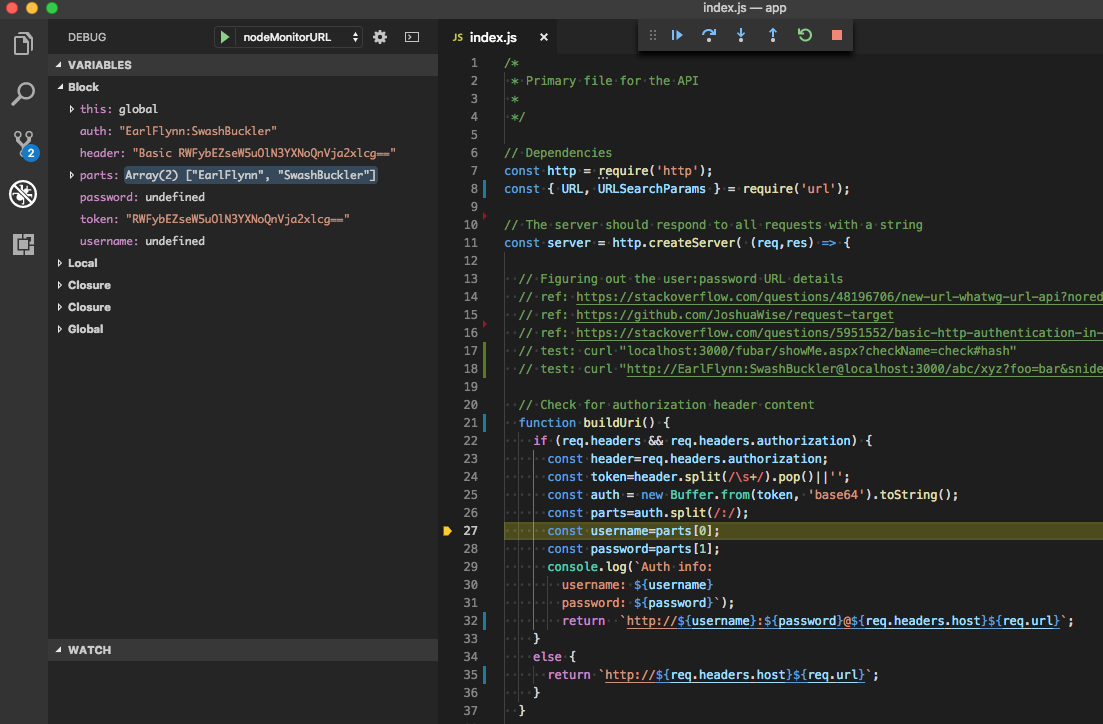 index.js — app
DEBUG
nodeMonitorURL
VARIABLES
Block
this: global
auth: "EarlFlynn:SwashBuckler"
header: "Basic RWFybEZseW5uOlN3YXNoQnVja2xlcg=="
parts: Array(2) ["EarlFlynn", "SwashBuckler"]
password: undefined
token: "RWFybEZseW5uOlN3YXNoQnVja2xlcg=="
username: undefined
Local
Closure
Closure
Global
WATCH
2
JS index.js ×
1 /*
2 * Primary file for the API
3 *
4 */
5
6 // Dependencies
7 const http = require('http');
8 const { URL, URLSearchParams } = require('url');
9
10 // The server should respond to all requests with a string
11 const server = http.createServer( (req,res) => {
12
13 // Figuring out the user:password URL details
14 // ref: https://stackoverflow.com/questions/48196706/new-url-whatwg-url-api?nored
15 // ref: https://github.com/JoshuaWise/request-target
16 // ref: https://stackoverflow.com/questions/5951552/basic-http-authentication-in-
17 // test: curl "localhost:3000/fubar/showMe.aspx?checkName=check#hash"
18 // test: curl "http://EarlFlynn:SwashBuckler@localhost:3000/abc/xyz?foo=bar&snide
19
20 // Check for authorization header content
21 function buildUri() {
22 if (req.headers && req.headers.authorization) {
23 const header=req.headers.authorization;
24 const token=header.split(/\s+/).pop()||'';
25 const auth = new Buffer.from(token, 'base64').toString();
26 const parts=auth.split(/:/);
27 const username=parts[0];
28 const password=parts[1];
29 console.log(`Auth info:
30 username: ${username}
31 password: ${password}`);
32 return `http://${username}:${password}@${req.headers.host}${req.url}`;
33 }
34 else {
35 return `http://${req.headers.host}${req.url}`;
36 }
37 }